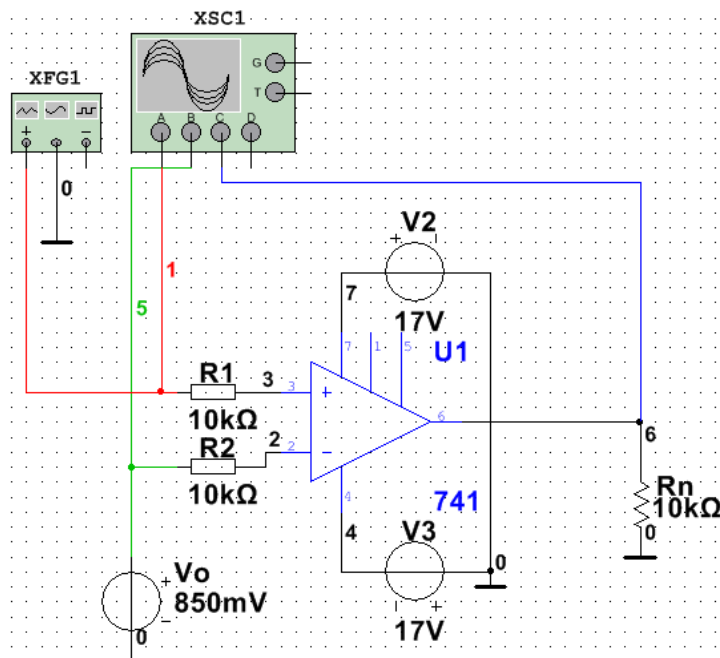 XSC1
XFG1
G
T
A B C D
+ −
0
V2
+ −
1
7
5
17V
U1
7 1 5
R1
3
3
+
10kΩ
6
6
R2
2
2
−
10kΩ
Rn
10kΩ
4
741
0
4
V3
0
Vo
+
850mV
−
− +
0
17V